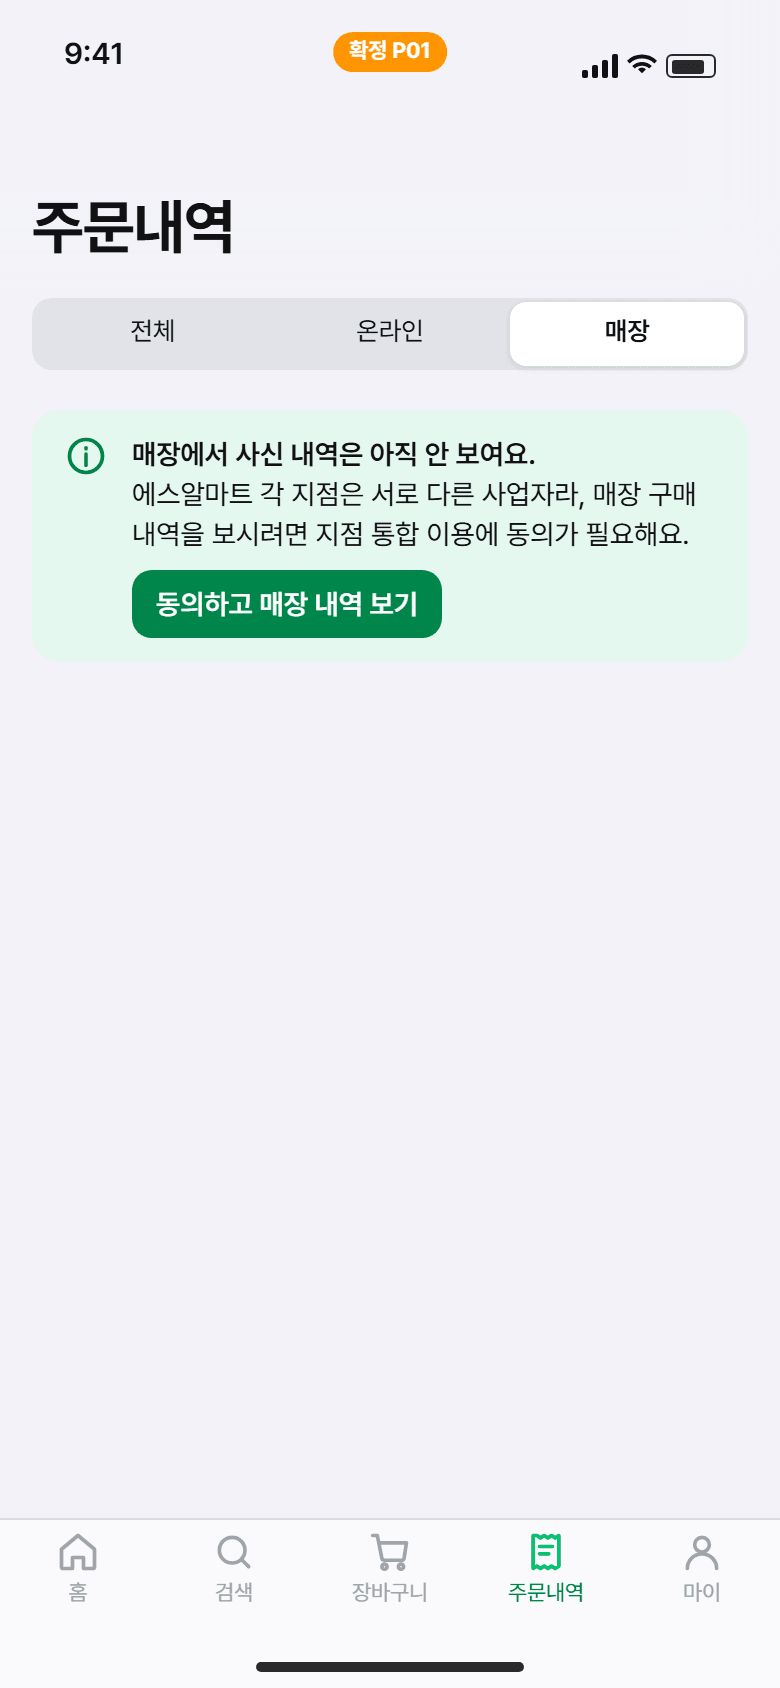 9:41
확정 P01
주문내역
전체
온라인
매장
매장에서 사신 내역은 아직 안 보여요.
에스알마트 각 지점은 서로 다른 사업자라, 매장 구매
내역을 보시려면 지점 통합 이용에 동의가 필요해요.
동의하고 매장 내역 보기
홈
검색
장바구니
주문내역
마이